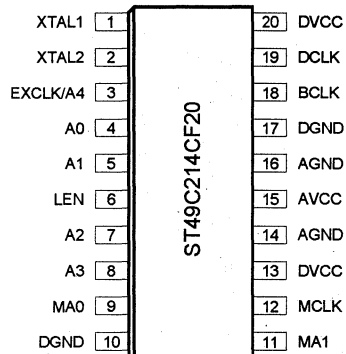 XTAL1 1 20 DVCC
XTAL2 2 19 DCLK
EXCLK/A4 3 18 BCLK
A0 4 17 DGND
A1 5 16 AGND
LEN 6 15 AVCC
A2 7 14 AGND
A3 8 13 DVCC
MA0 9 12 MCLK
DGND 10 11 MA1
ST49C214CF20